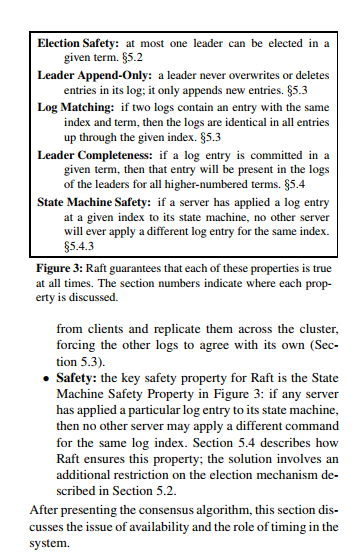 Election Safety: at most one leader can be elected in a
given term. §5.2
Leader Append-Only: a leader never overwrites or deletes
entries in its log; it only appends new entries. §5.3
Log Matching: if two logs contain an entry with the same
index and term, then the logs are identical in all entries
up through the given index. §5.3
Leader Completeness: if a log entry is committed in a
given term, then that entry will be present in the logs
of the leaders for all higher-numbered terms. §5.4
State Machine Safety: if a server has applied a log entry
at a given index to its state machine, no other server
will ever apply a different log entry for the same index.
§5.4.3
Figure 3: Raft guarantees that each of these properties is true
at all times. The section numbers indicate where each prop-
erty is discussed.
from clients and replicate them across the cluster,
forcing the other logs to agree with its own (Sec-
tion 5.3).
• Safety: the key safety property for Raft is the State
Machine Safety Property in Figure 3: if any server
has applied a particular log entry to its state machine,
then no other server may apply a different command
for the same log index. Section 5.4 describes how
Raft ensures this property; the solution involves an
additional restriction on the election mechanism de-
scribed in Section 5.2.
After presenting the consensus algorithm, this section dis-
cusses the issue of availability and the role of timing in the
system.